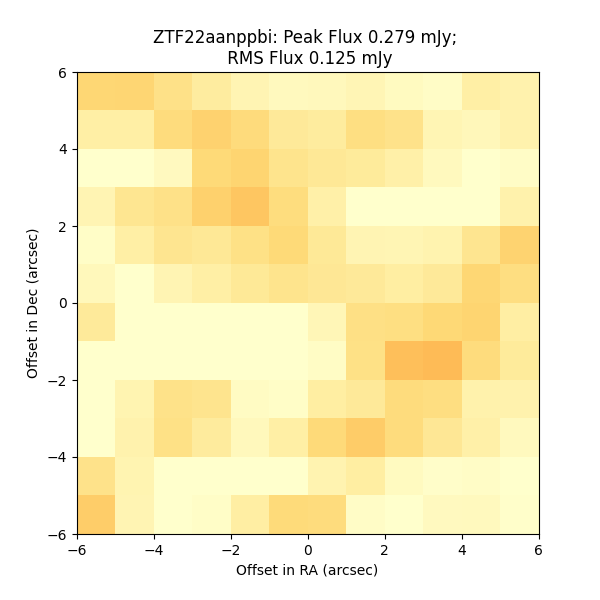 ZTF22aanppbi: Peak Flux 0.279 mJy;
RMS Flux 0.125 mJy
6
4
2
0
−2
−4
−6
Offset in Dec (arcsec)
−6 −4 −2 0 2 4 6
Offset in RA (arcsec)